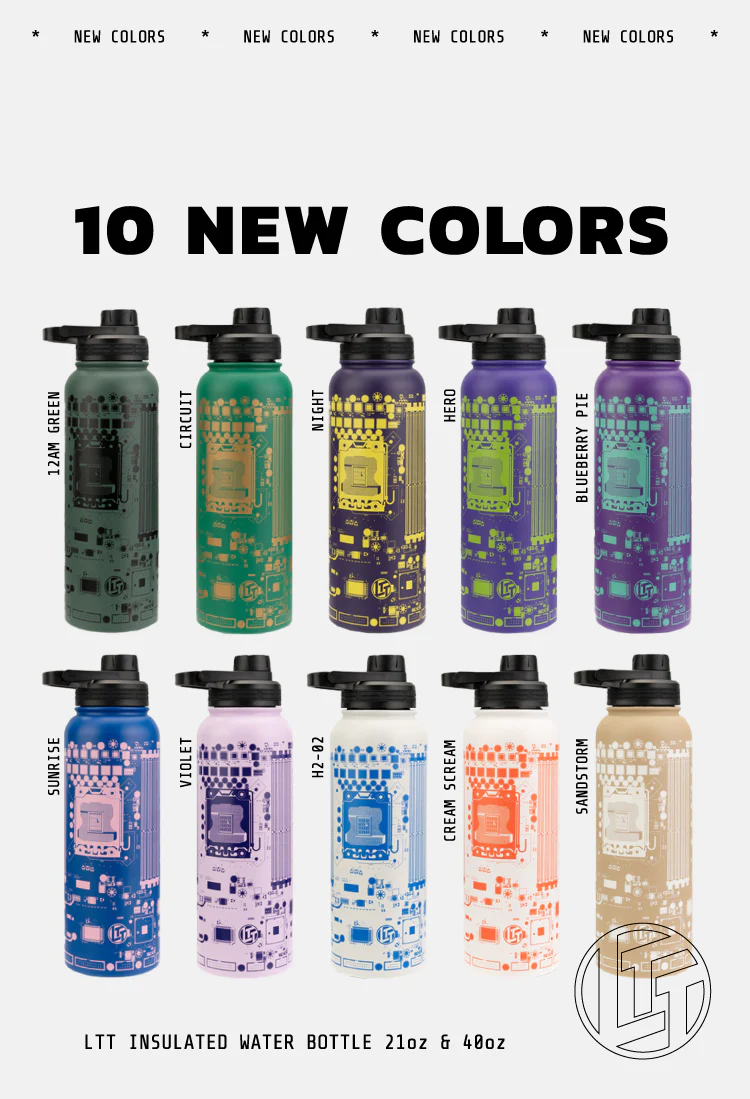 * NEW COLORS * NEW COLORS * NEW COLORS * NEW COLORS *
10 NEW COLORS
12AM GREEN
CIRCUIT
NIGHT
HERO
BLUEBERRY PIE
SUNRISE
VIOLET
H2-02
CREAM SCREAM
SANDSTORM
LTT INSULATED WATER BOTTLE 21oz & 40oz
LTT